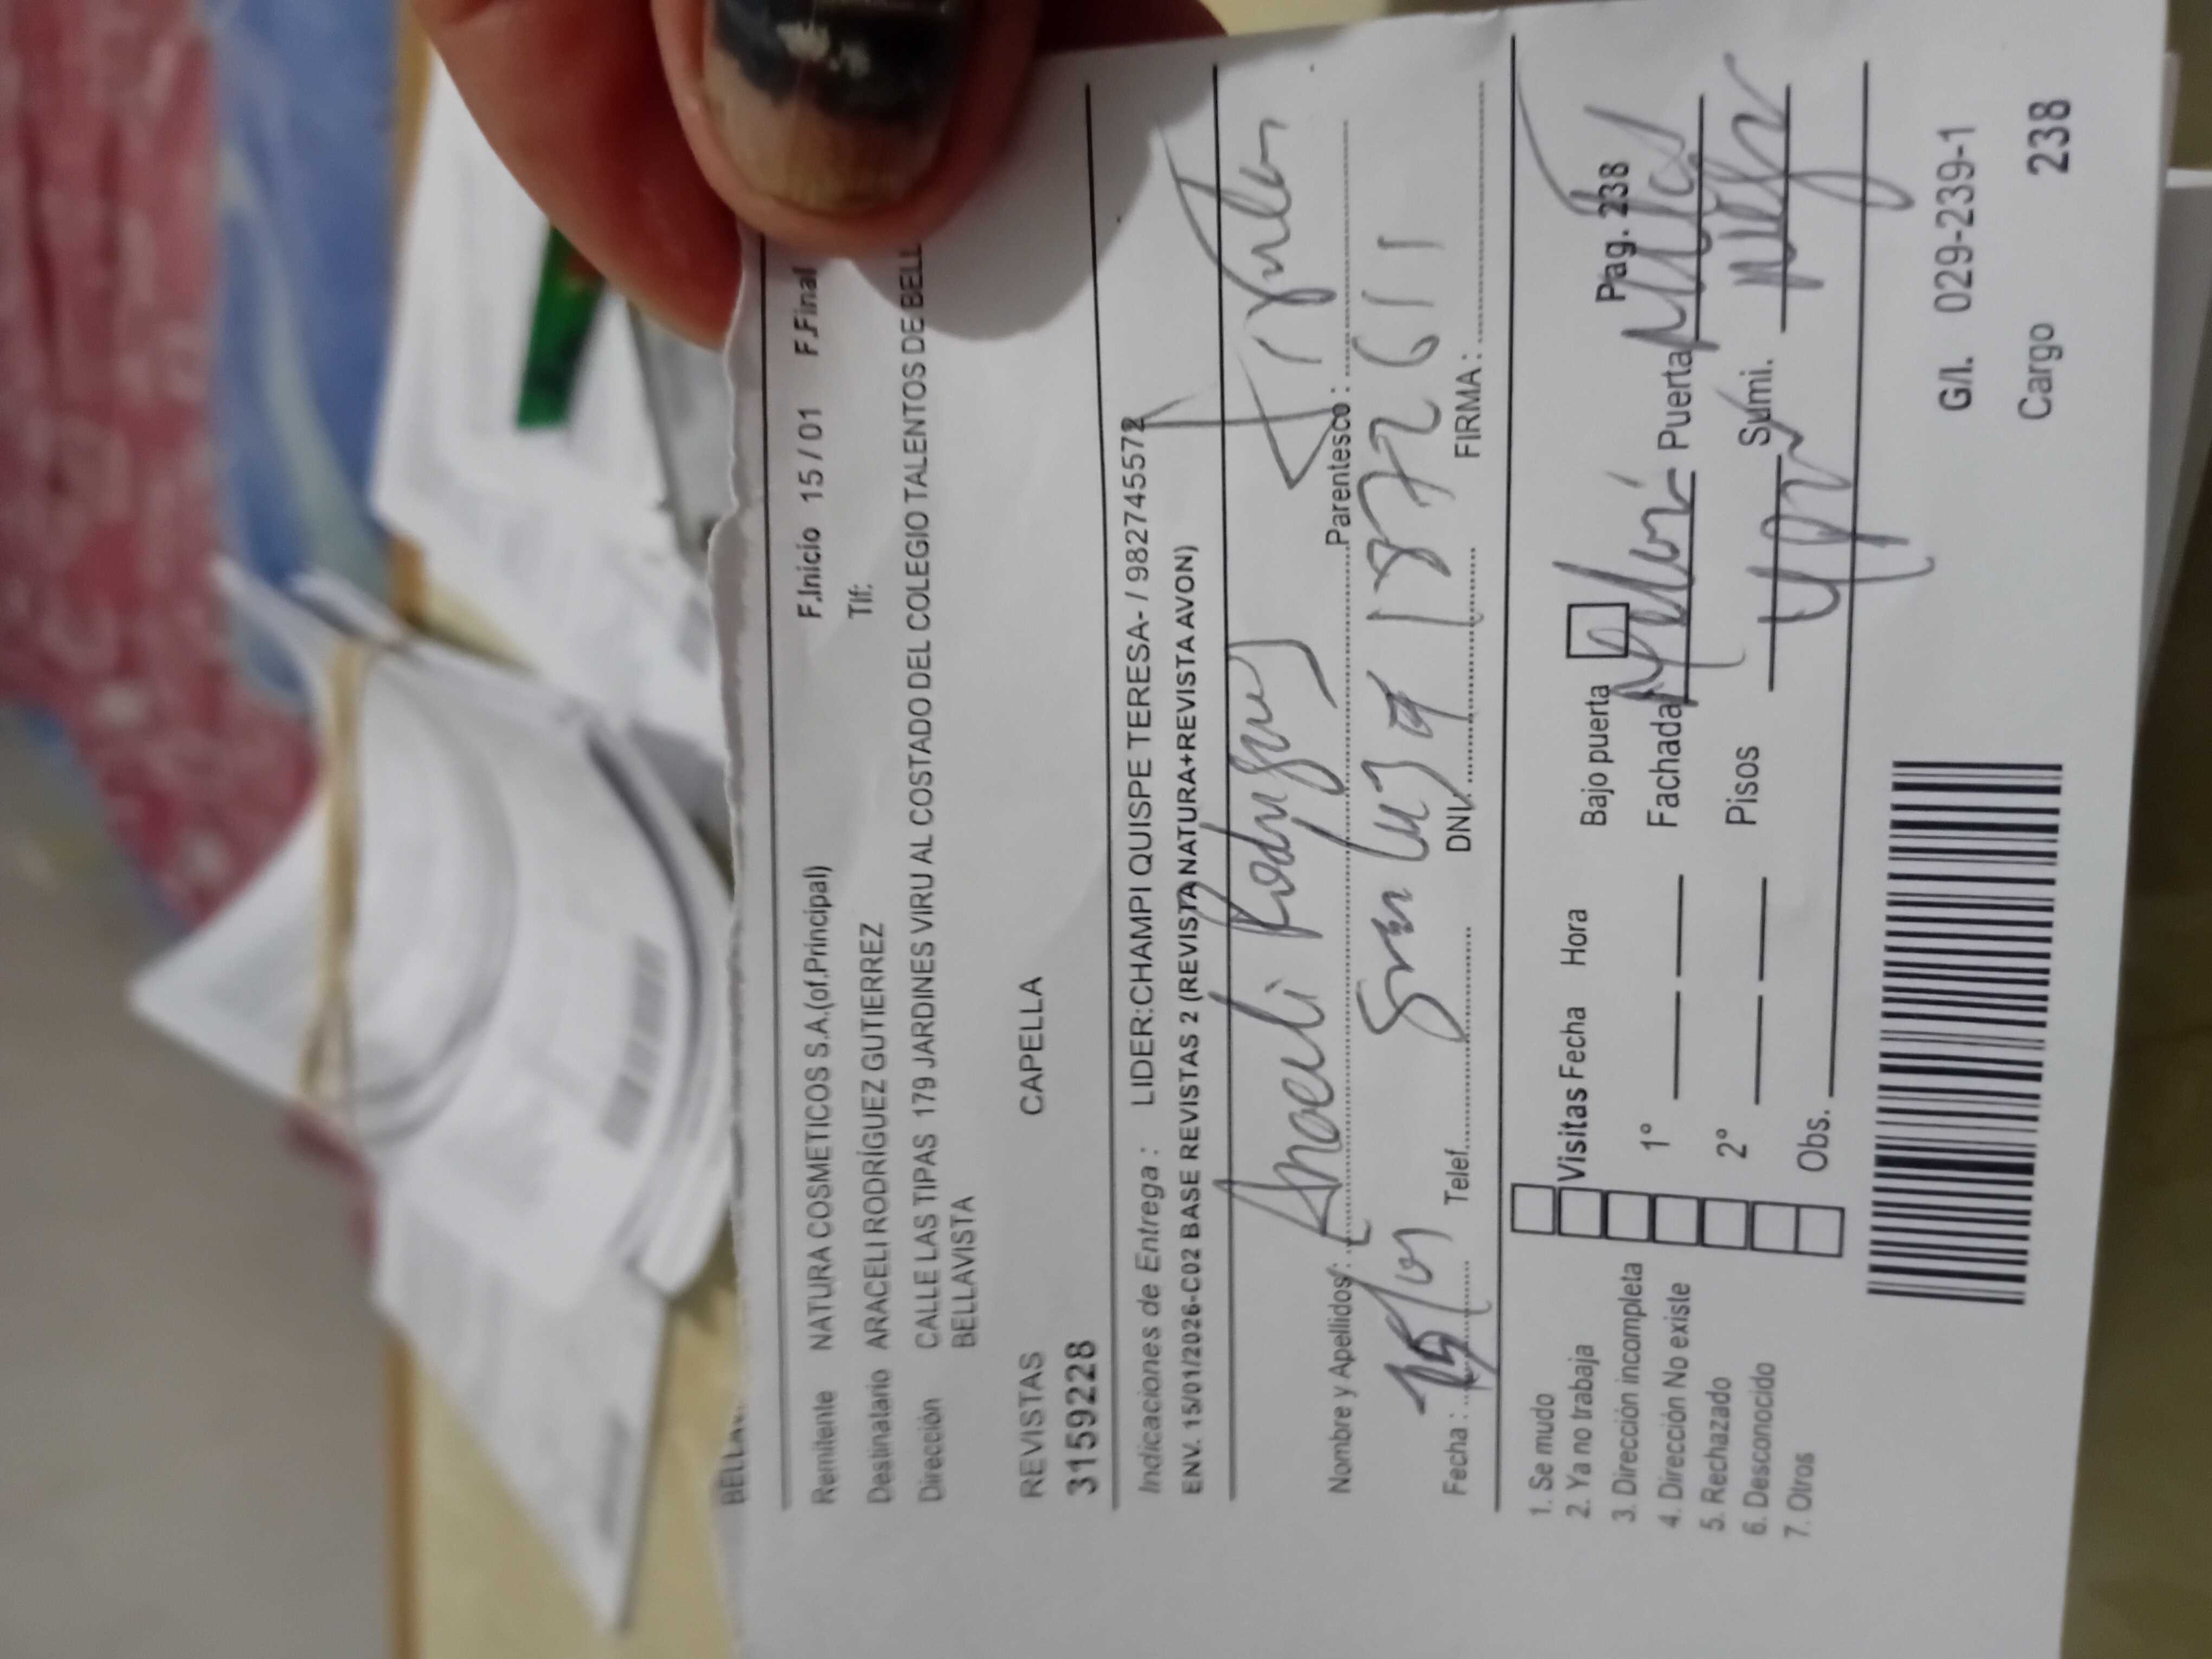 F.Inicio 15 / 01 F.Final
Remitente NATURA COSMETICOS S.A.(of.Principal) Tlf:
Destinatario ARACELI RODRÍGUEZ GUTIERREZ
Dirección CALLE LAS TIPAS 179 JARDINES VIRU AL COSTADO DEL COLEGIO TALENTOS DE BELL
BELLAVISTA
REVISTAS CAPELLA
3159228
Indicaciones de Entrega : LIDER:CHAMPI QUISPE TERESA- / 982745572
ENV. 15/01/2026-C02 BASE REVISTAS 2 (REVISTA NATURA+REVISTA AVON)
Nombre y Apellidos : Araceli Rodriguez Parentesco : Titular
Fecha : 15/01 Telef. DNI. FIRMA :
1. Se mudo
2. Ya no trabaja
3. Dirección incompleta
4. Dirección No existe
5. Rechazado
6. Desconocido
7. Otros
Visitas Fecha Hora
1°
2°
Obs.
Bajo puerta Pag. 238
Fachada Puerta
Pisos Sumi.
G/I. 029-239-1
Cargo 238